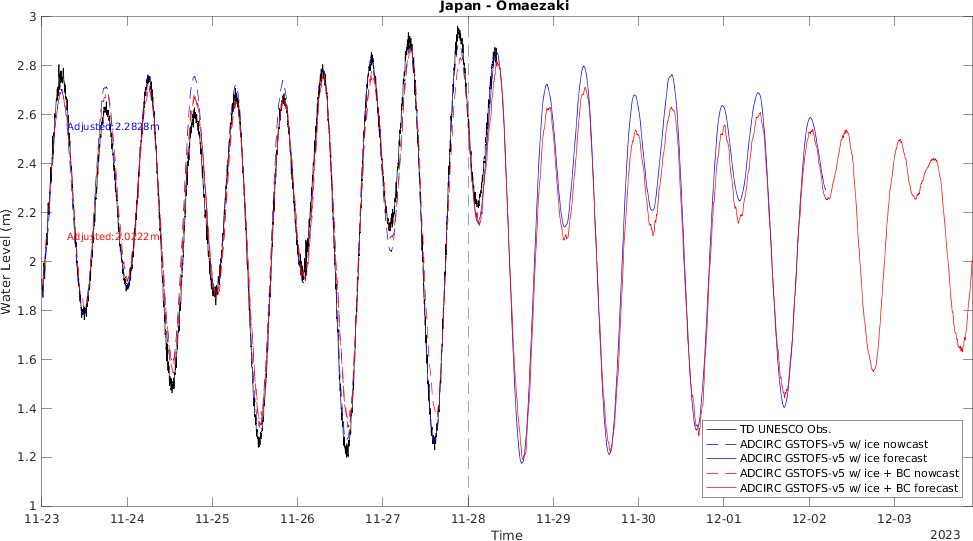 Japan - Omaezaki
3
2.8
2.6
2.4
2.2
2
1.8
1.6
1.4
1.2
1
Water Level (m)
Adjusted:2.2828m
Adjusted:2.0222m
TD UNESCO Obs.
ADCIRC GSTOFS-v5 w/ ice nowcast
ADCIRC GSTOFS-v5 w/ ice forecast
ADCIRC GSTOFS-v5 w/ ice + BC nowcast
ADCIRC GSTOFS-v5 w/ ice + BC forecast
11-23 11-24 11-25 11-26 11-27 11-28 11-29 11-30 12-01 12-02 12-03
Time
2023